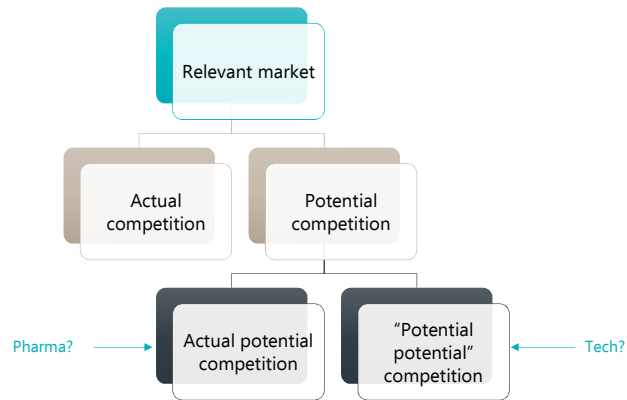 Relevant market
Actual
competition
Potential
competition
Pharma?
Actual potential
competition
"Potential
potential"
competition
Tech?